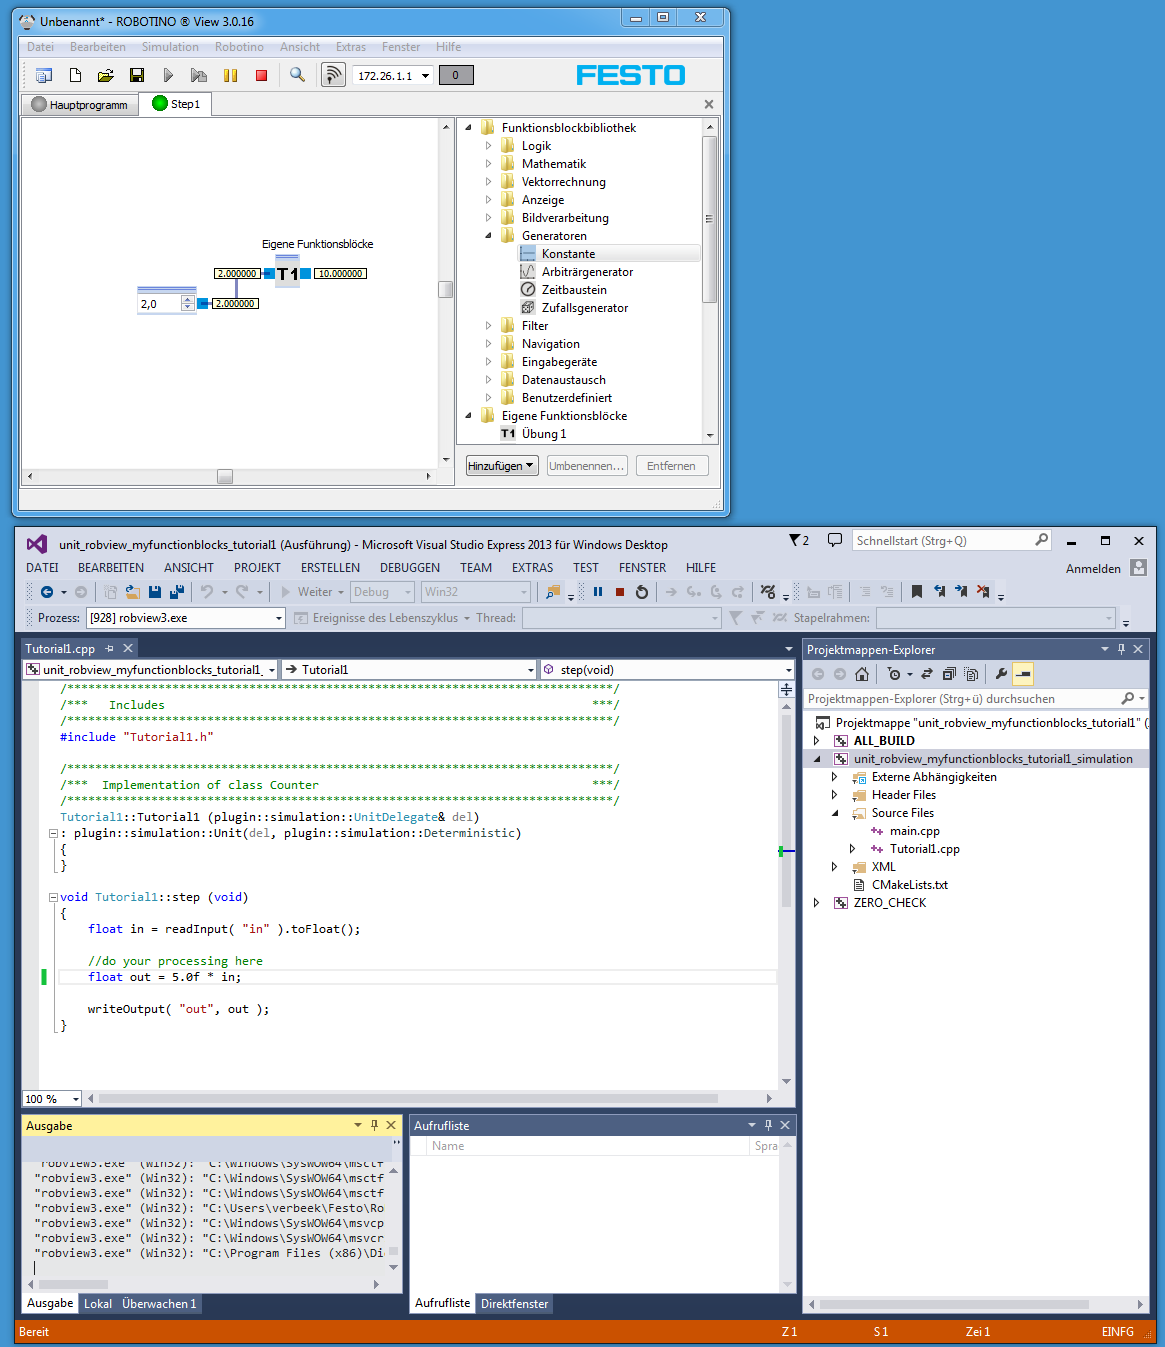 Unbenannt* - ROBOTINO ® View 3.0.16
Datei Bearbeiten Simulation Robotino Ansicht Extras Fenster Hilfe
172.26.1.1 0 FESTO
Hauptprogramm Step1
Funktionsblockbibliothek
Logik
Mathematik
Vektorrechnung
Anzeige
Bildverarbeitung
Generatoren
Konstante
Arbiträrgenerator
Zeitbaustein
Zufallsgenerator
Filter
Navigation
Eingabegeräte
Datenaustausch
Benutzerdefiniert
Eigene Funktionsblöcke
T1 Übung 1
Eigene Funktionsblöcke
2.000000 T1 10.000000
2,0 2.000000
Hinzufügen Umbenennen... Entfernen
unit_robview_myfunctionblocks_tutorial1 (Ausführung) - Microsoft Visual Studio Express 2013 für Windows Desktop
2 Schnellstart (Strg+Q)
DATEI BEARBEITEN ANSICHT PROJEKT ERSTELLEN DEBUGGEN TEAM EXTRAS TEST FENSTER HILFE
Anmelden
Weiter Debug Win32
Prozess: [928] robview3.exe Ereignisse des Lebenszyklus Thread: Stapelrahmen:
Tutorial1.cpp
unit_robview_myfunctionblocks_tutorial1_ Tutorial1 step(void)
/******************************************************************************/
/***   Includes                                                             ***/
/******************************************************************************/
#include "Tutorial1.h"
/******************************************************************************/
/***  Implementation of class Counter                                       ***/
/******************************************************************************/
Tutorial1::Tutorial1 (plugin::simulation::UnitDelegate& del)
: plugin::simulation::Unit(del, plugin::simulation::Deterministic)
{
}
void Tutorial1::step (void)
{
float in = readInput( "in" ).toFloat();
//do your processing here
float out = 5.0f * in;
writeOutput( "out", out );
}
100 %
Projektmappen-Explorer
Projektmappen-Explorer (Strg+ü) durchsuchen
Projektmappe "unit_robview_myfunctionblocks_tutorial1" (
ALL_BUILD
unit_robview_myfunctionblocks_tutorial1_simulation
Externe Abhängigkeiten
Header Files
Source Files
main.cpp
Tutorial1.cpp
XML
CMakeLists.txt
ZERO_CHECK
Ausgabe
"robview3.exe" (Win32): "C:\Windows\SysWOW64\msctf
"robview3.exe" (Win32): "C:\Windows\SysWOW64\msctf
"robview3.exe" (Win32): "C:\Windows\SysWOW64\msctf
"robview3.exe" (Win32): "C:\Users\verbeek\Festo\Ro
"robview3.exe" (Win32): "C:\Windows\SysWOW64\msvcp
"robview3.exe" (Win32): "C:\Windows\SysWOW64\msvcr
"robview3.exe" (Win32): "C:\Program Files (x86)\Di
Ausgabe Lokal Überwachen 1
Aufrufliste
Name Spra
Aufrufliste Direktfenster
Bereit Z 1 S 1 Zei 1 EINFG